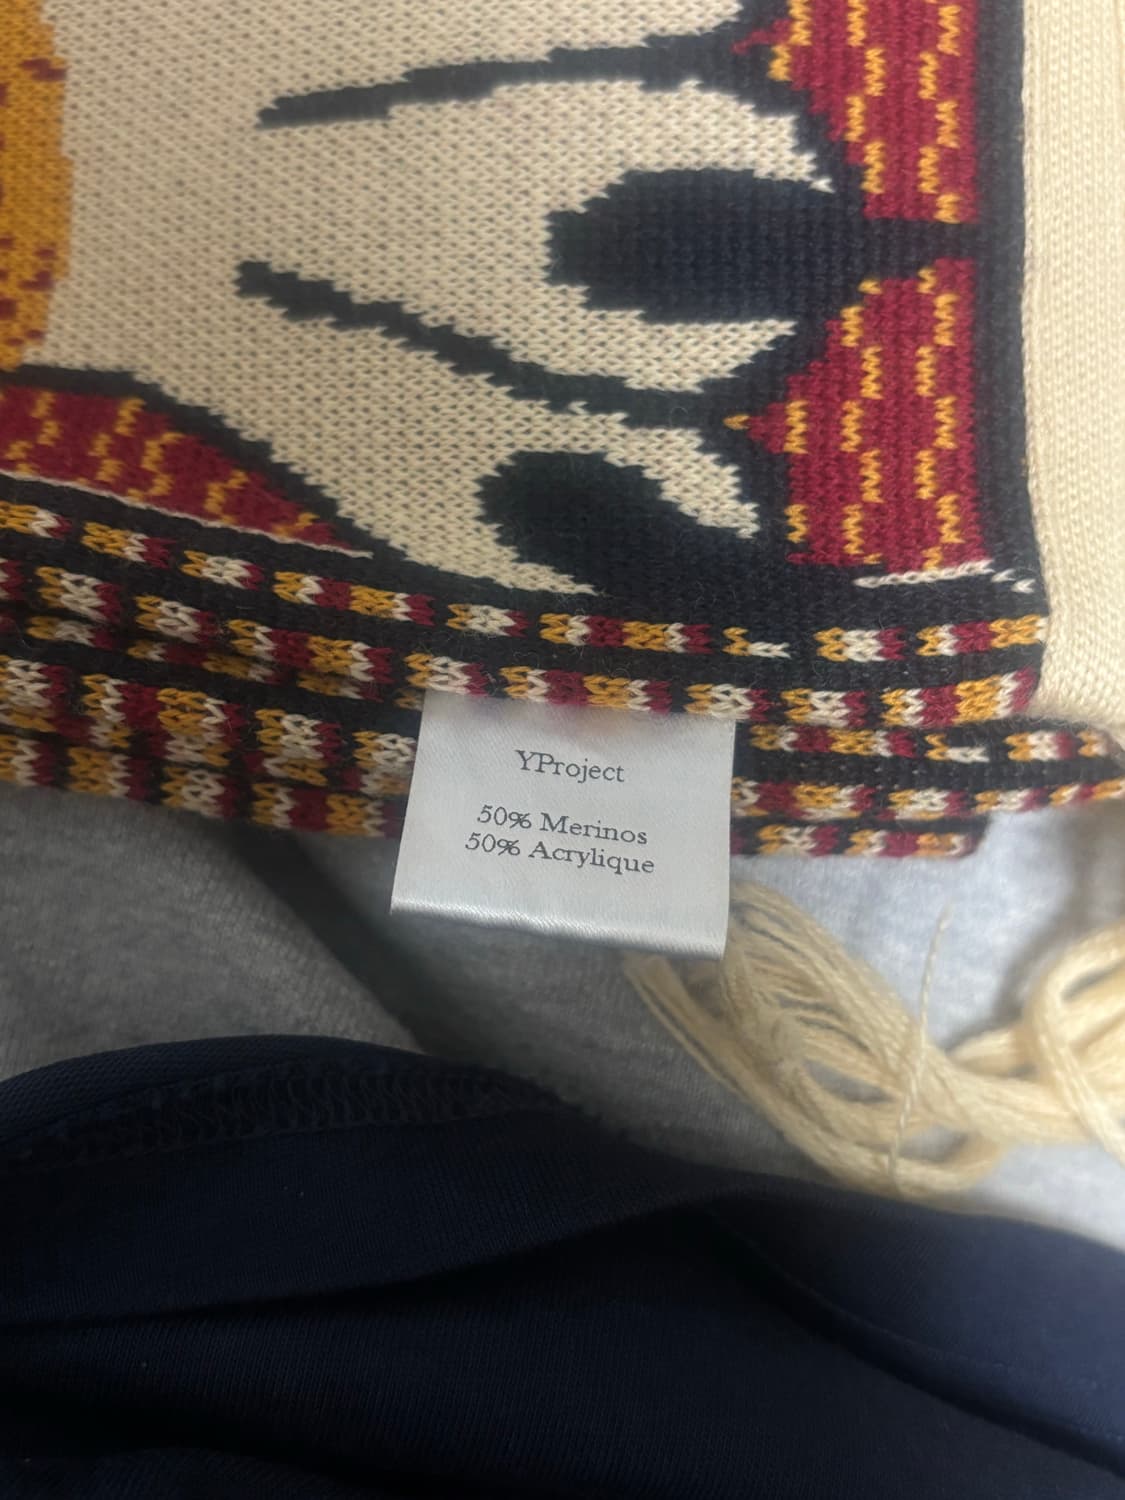 YProject
50% Merinos
50% Acrylique